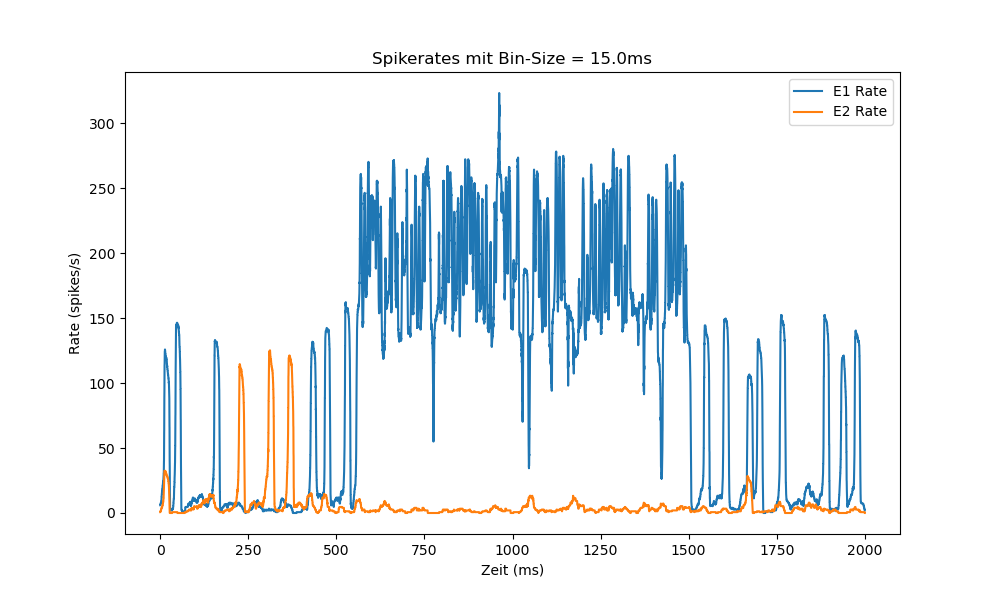 Spikerates mit Bin-Size = 15.0ms
E1 Rate
E2 Rate
Rate (spikes/s)
300
250
200
150
100
50
0
0 250 500 750 1000 1250 1500 1750 2000
Zeit (ms)